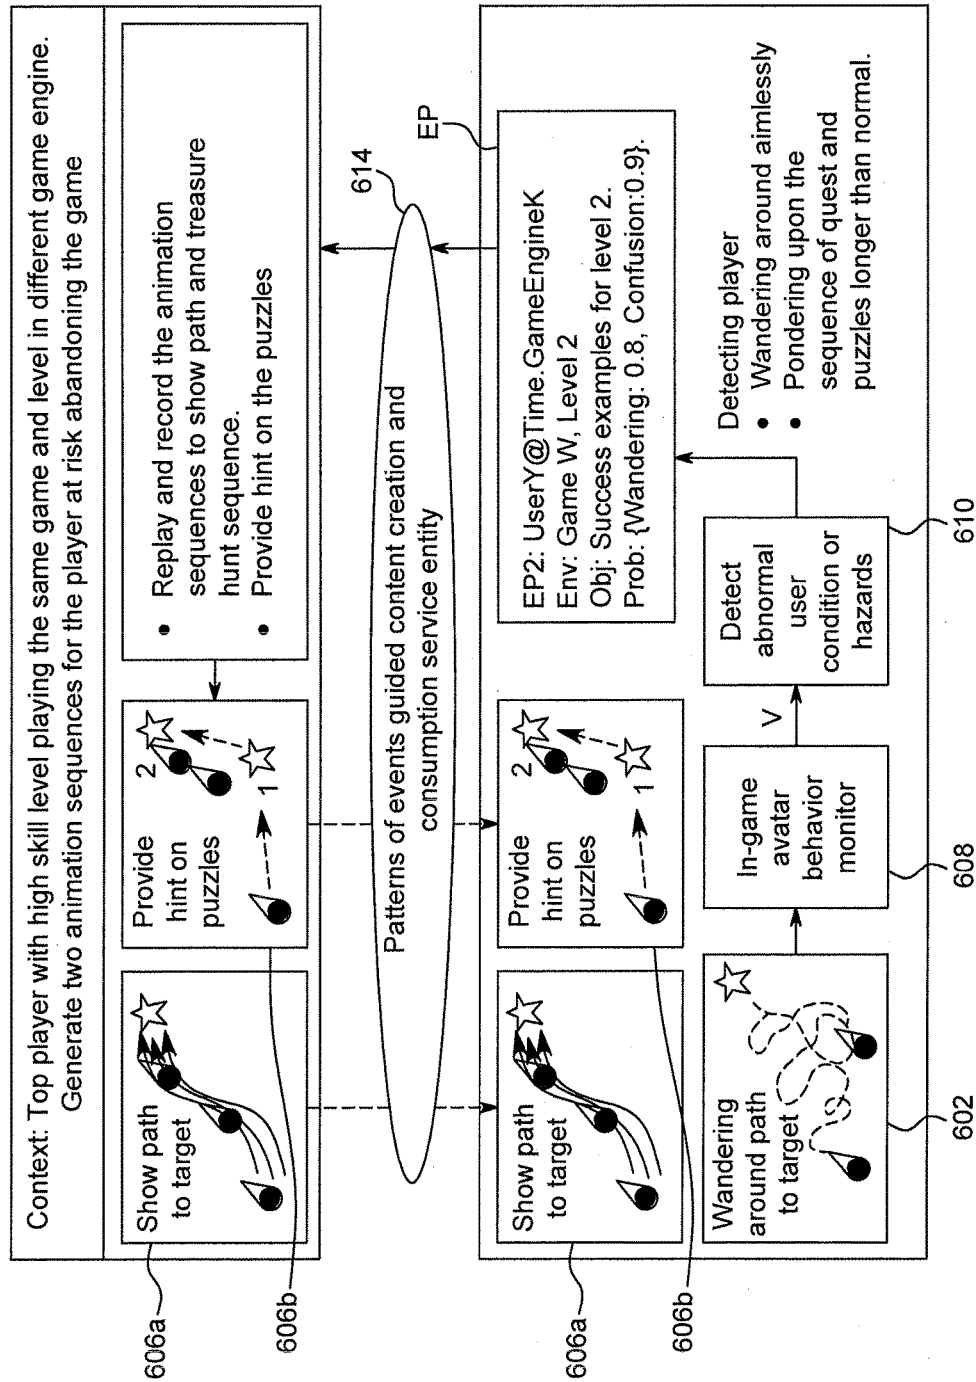 Context: Top player with high skill level playing the same game and level in different game engine.
Generate two animation sequences for the player at risk abandoning the game
606a
Show path
to target
606b
Provide
hint on
puzzles
1
2
• Replay and record the animation
sequences to show path and treasure
hunt sequence.
• Provide hint on the puzzles
Patterns of events guided content creation and
consumption service entity
614
606a
Show path
to target
606b
Provide
hint on
puzzles
1
2
EP
EP2: UserY@Time.GameEngineK
Env: Game W, Level 2
Obj: Success examples for level 2.
Prob: {Wandering: 0.8, Confusion:0.9}.
Wandering
around path
to target
602
In-game
avatar
behavior
monitor
608
V
Detect
abnormal
user
condition or
hazards
610
Detecting player
• Wandering around aimlessly
• Pondering upon the
sequence of quest and
puzzles longer than normal.